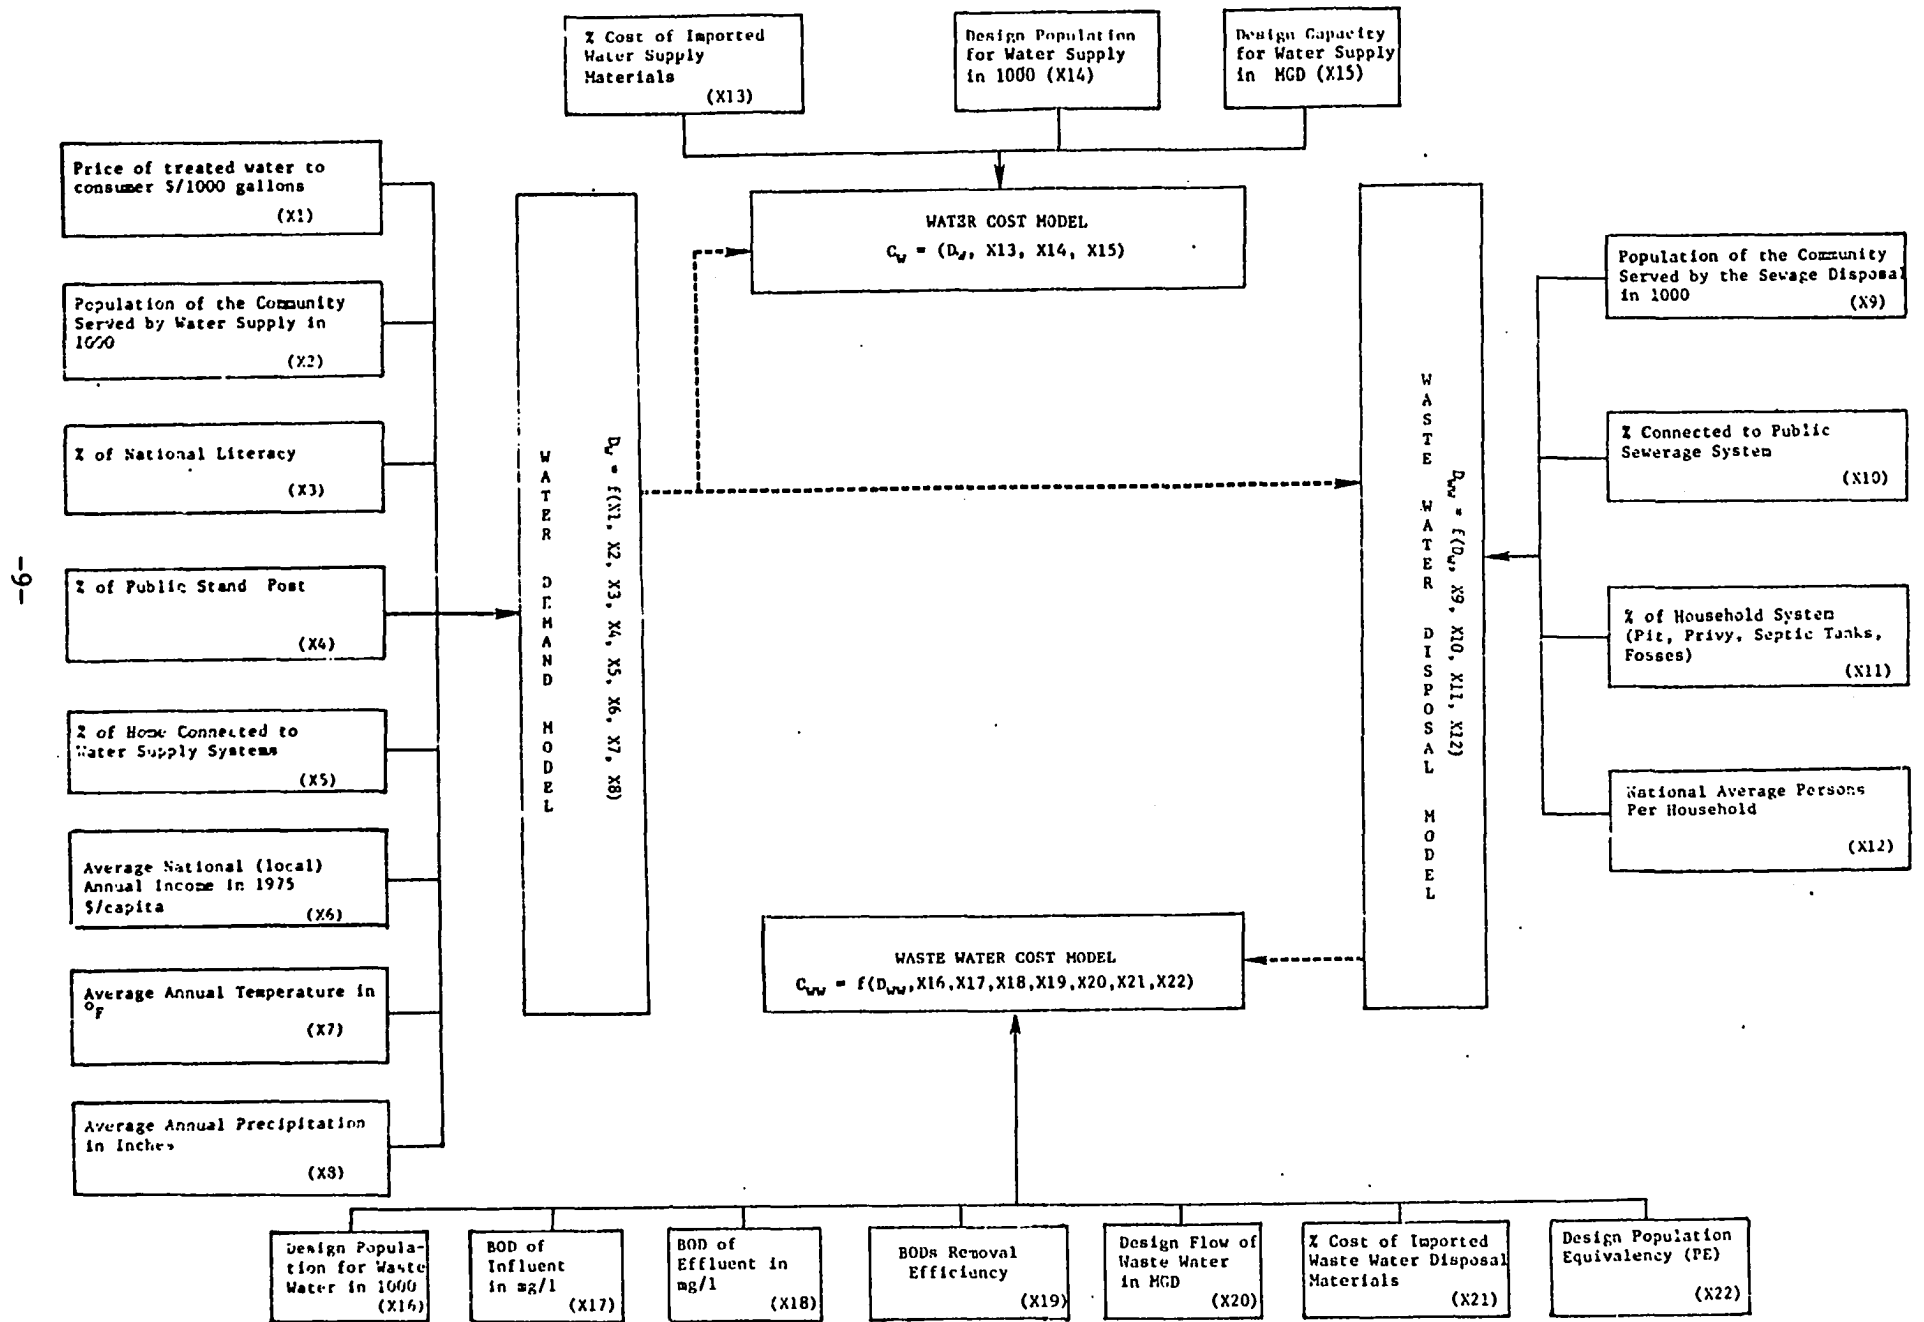 % Cost of Imported
Water Supply
Materials
(X13)
Design Population
for Water Supply
in 1000 (X14)
Design Capacity
for Water Supply
in MGD (X15)
Price of treated water to
consumer $/1000 gallons
(X1)
Population of the Community
Served by Water Supply in
1000
(X2)
% of National Literacy
(X3)
% of Public Stand Post
(X4)
% of Home Connected to
Water Supply Systems
(X5)
Average National (local)
Annual Income in 1975
$/capita
(X6)
Average Annual Temperature in
°F
(X7)
Average Annual Precipitation
in Inches
(X8)
-6-
WATER DEMAND MODEL
Dw = f(X1, X2, X3, X4, X5, X6, X7, X8)
WATER COST MODEL
Cw = (Dd, X13, X14, X15)
WASTE WATER DISPOSAL MODEL
Dww = f(Dw, X9, X10, X11, X12)
WASTE WATER COST MODEL
Cww = f(Dww,X16,X17,X18,X19,X20,X21,X22)
Population of the Community
Served by the Sewage Disposal
in 1000
(X9)
% Connected to Public
Sewerage System
(X10)
% of Household System
(Pit, Privy, Septic Tanks,
Fosses)
(X11)
National Average Persons
Per Household
(X12)
Design Popula-
tion for Waste
Water in 1000
(X16)
BOD of
Influent
in mg/l
(X17)
BOD of
Effluent in
mg/l
(X18)
BODs Removal
Efficiency
(X19)
Design Flow of
Waste Water
in MGD
(X20)
% Cost of Imported
Waste Water Disposal
Materials
(X21)
Design Population
Equivalency (PE)
(X22)